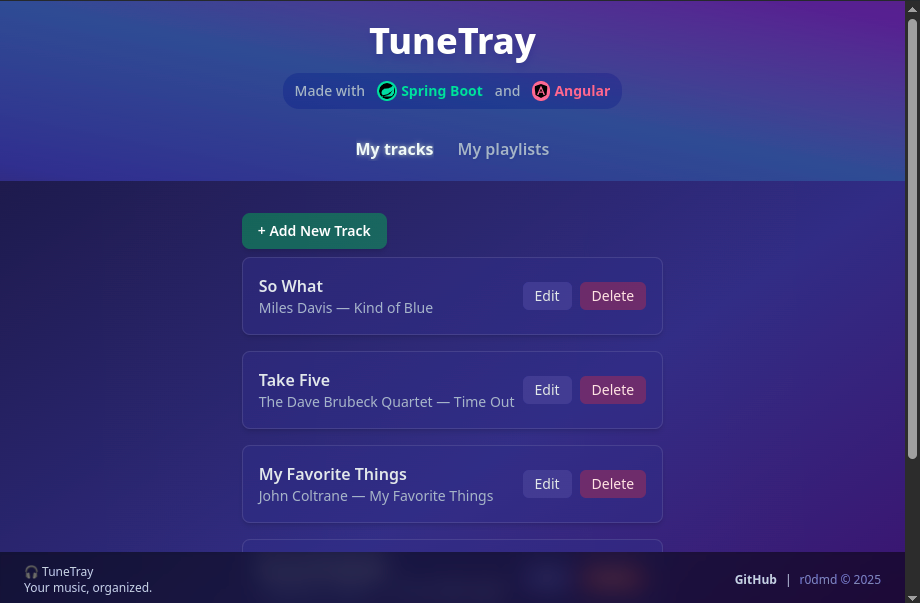 TuneTray
Made with Spring Boot and Angular
My tracks My playlists
+ Add New Track
So What
Miles Davis — Kind of Blue
Edit Delete
Take Five
The Dave Brubeck Quartet — Time Out
Edit Delete
My Favorite Things
John Coltrane — My Favorite Things
Edit Delete
🎧 TuneTray
Your music, organized.
GitHub | r0dmd © 2025